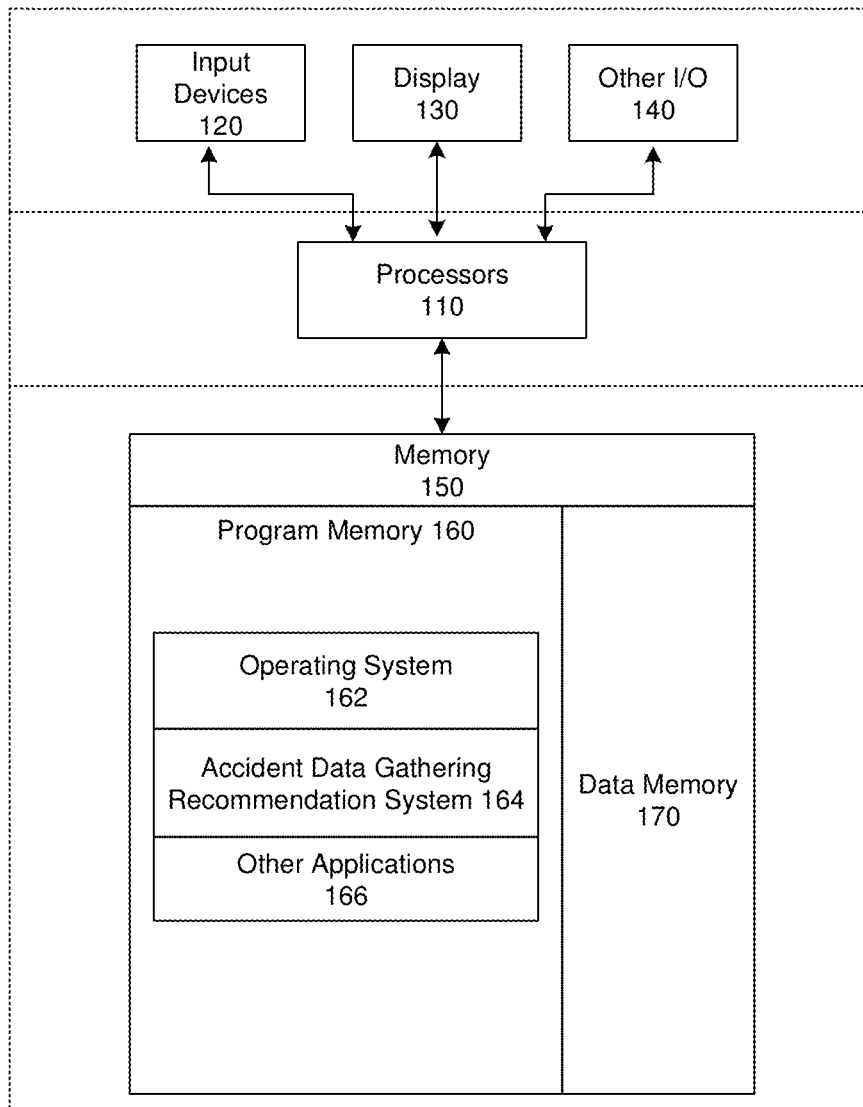 Input
Devices
120
Display
130
Other I/O
140
Processors
110
Memory
150
Program Memory 160
Operating System
162
Accident Data Gathering
Recommendation System 164
Other Applications
166
Data Memory
170